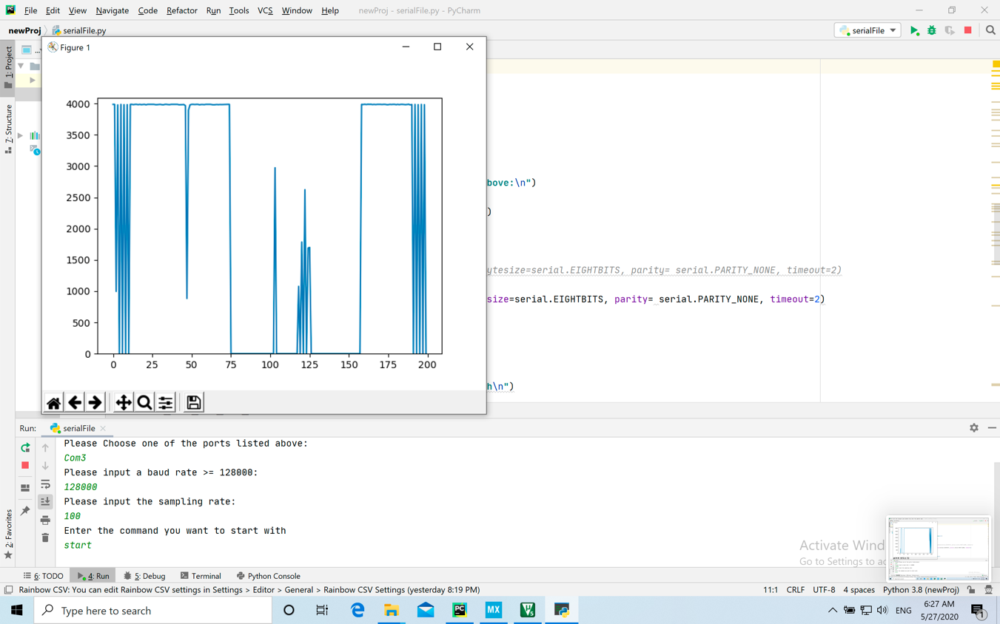 File Edit View Navigate Code Refactor Run Tools VCS Window Help newProj - serialFile.py - PyCharm
newProj serialFile.py serialFile
Figure 1
1: Project
7: Structure
2: Favorites
4000
3500
3000
2500
2000
1500
1000
500
0
0 25 50 75 100 125 150 175 200
bove:\n")
)
ytesize=serial.EIGHTBITS, parity= serial.PARITY_NONE, timeout=2)
size=serial.EIGHTBITS, parity= serial.PARITY_NONE, timeout=2)
h\n")
Run: serialFile
Please Choose one of the ports listed above:
Com3
Please input a baud rate >= 128000:
128000
Please input the sampling rate:
100
Enter the command you want to start with
start
Activate Wind
Go to Settings to ac
6: TODO 4: Run 5: Debug Terminal Python Console
Rainbow CSV: You can edit Rainbow CSV settings in Settings > Editor > General > Rainbow CSV Settings (yesterday 8:19 PM) 11:1 CRLF UTF-8 4 spaces Python 3.8 (newProj)
Type here to search
PC
MX
V5
ENG
6:27 AM
5/27/2020
1